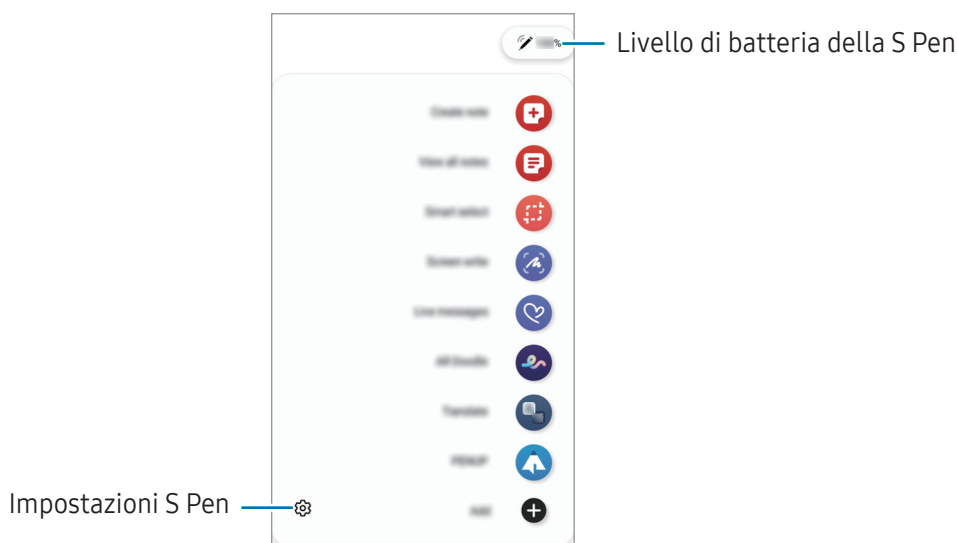 Livello di batteria della S Pen
%
Create note
View all notes
Smart select
Screen write
Live messages
AR Doodle
Translate
PENUP
Impostazioni S Pen
Add